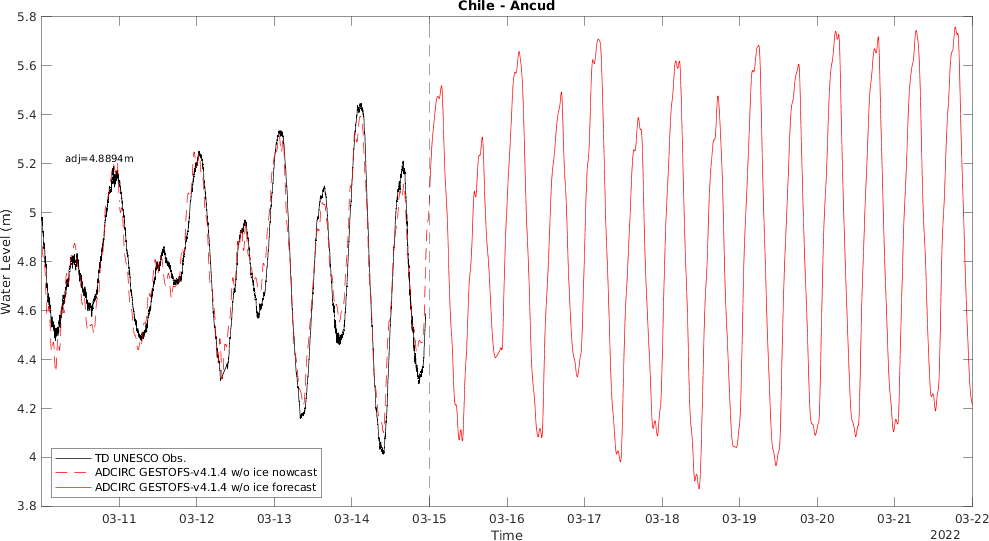 Chile - Ancud
5.8
5.6
5.4
5.2
5
4.8
4.6
4.4
4.2
4
3.8
Water Level (m)
adj=4.8894m
TD UNESCO Obs.
ADCIRC GESTOFS-v4.1.4 w/o ice nowcast
ADCIRC GESTOFS-v4.1.4 w/o ice forecast
03-11 03-12 03-13 03-14 03-15 03-16 03-17 03-18 03-19 03-20 03-21 03-22
Time
2022